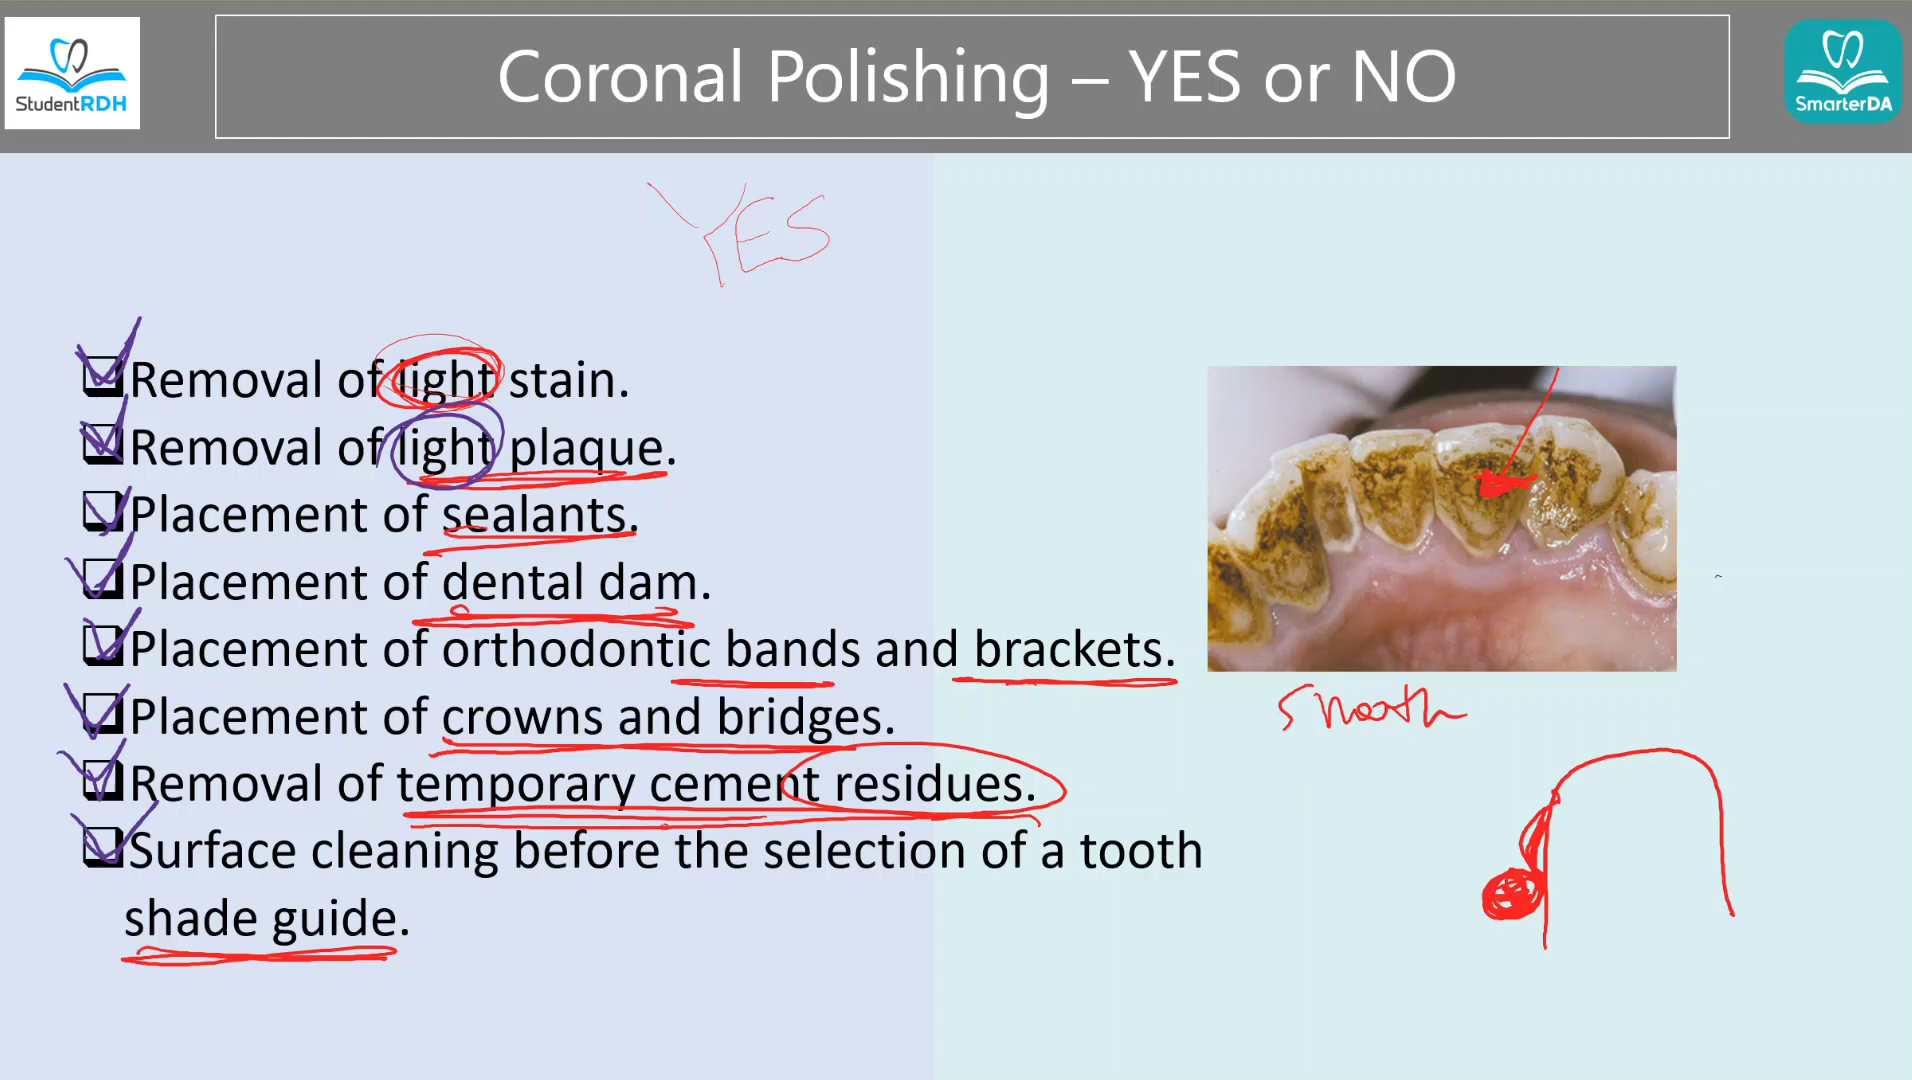 StudentRDH
Coronal Polishing – YES or NO
SmarterDA
YES
Removal of light stain.
Removal of light plaque.
Placement of sealants.
Placement of dental dam.
Placement of orthodontic bands and brackets.
Placement of crowns and bridges.
Removal of temporary cement residues.
Surface cleaning before the selection of a tooth
shade guide.
smooth